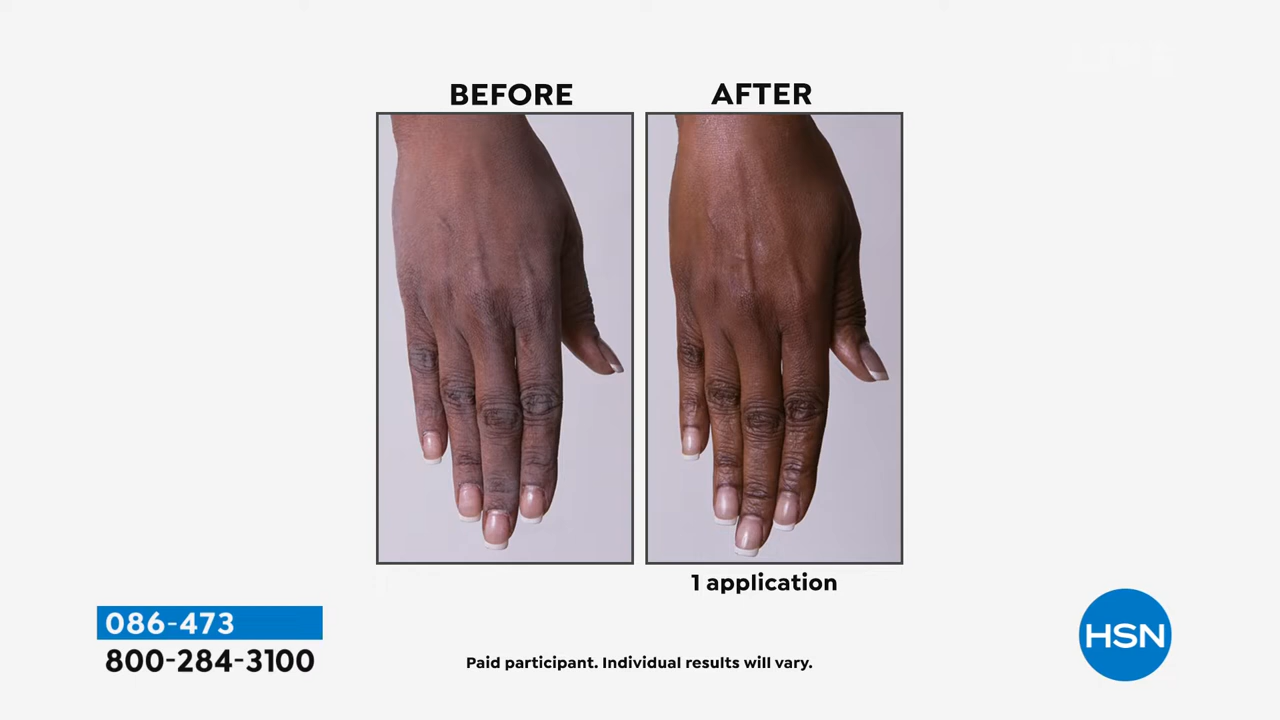 BEFORE
AFTER
1 application
086-473
800-284-3100
Paid participant. Individual results will vary.
HSN